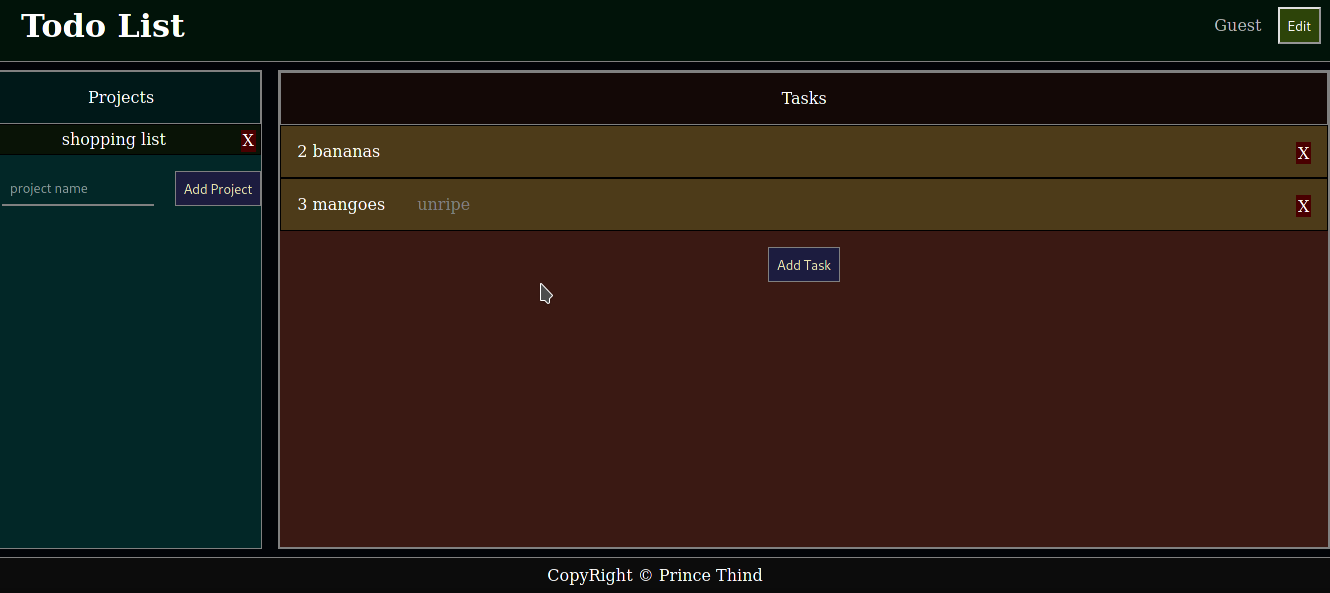 Todo List
Guest
Edit
Projects
shopping list
X
project name
Add Project
Tasks
2 bananas
X
3 mangoes unripe
X
Add Task
CopyRight © Prince Thind